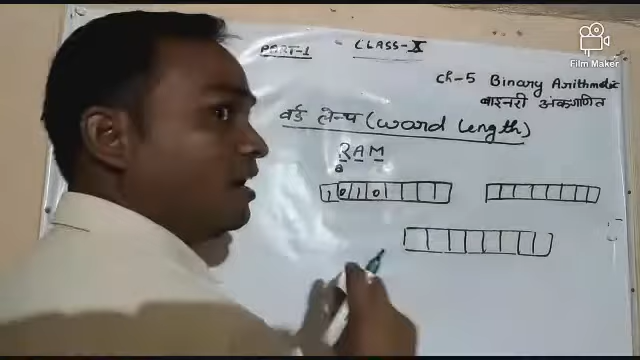 PART-1 - CLASS-X
Ch-5 Binary Arithmetic
बाइनरी अंकगणित
वर्ड लेन्थ (Word Length)
RAM
8
1 0 1 0
Film Maker